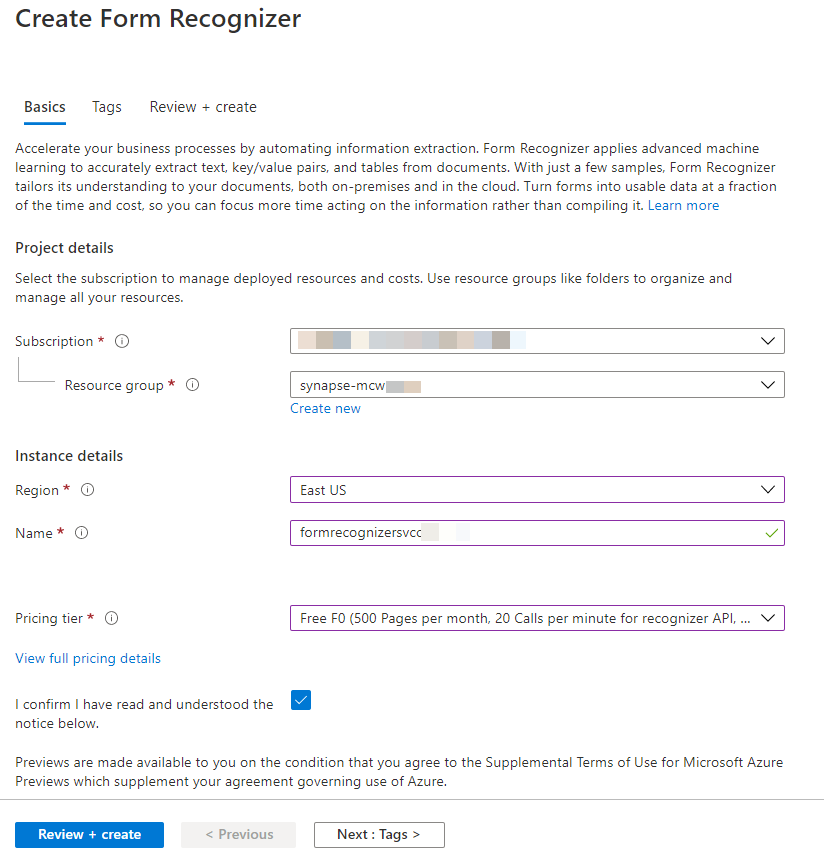 Create Form Recognizer
Basics Tags Review + create
Accelerate your business processes by automating information extraction. Form Recognizer applies advanced machine
learning to accurately extract text, key/value pairs, and tables from documents. With just a few samples, Form Recognizer
tailors its understanding to your documents, both on-premises and in the cloud. Turn forms into usable data at a fraction
of the time and cost, so you can focus more time acting on the information rather than compiling it. Learn more
Project details
Select the subscription to manage deployed resources and costs. Use resource groups like folders to organize and
manage all your resources.
Subscription *
Resource group * synapse-mcw
Create new
Instance details
Region * East US
Name * formrecognizersvcc
Pricing tier * Free F0 (500 Pages per month, 20 Calls per minute for recognizer API, ...
View full pricing details
I confirm I have read and understood the
notice below.
Previews are made available to you on the condition that you agree to the Supplemental Terms of Use for Microsoft Azure
Previews which supplement your agreement governing use of Azure.
Review + create < Previous Next : Tags >